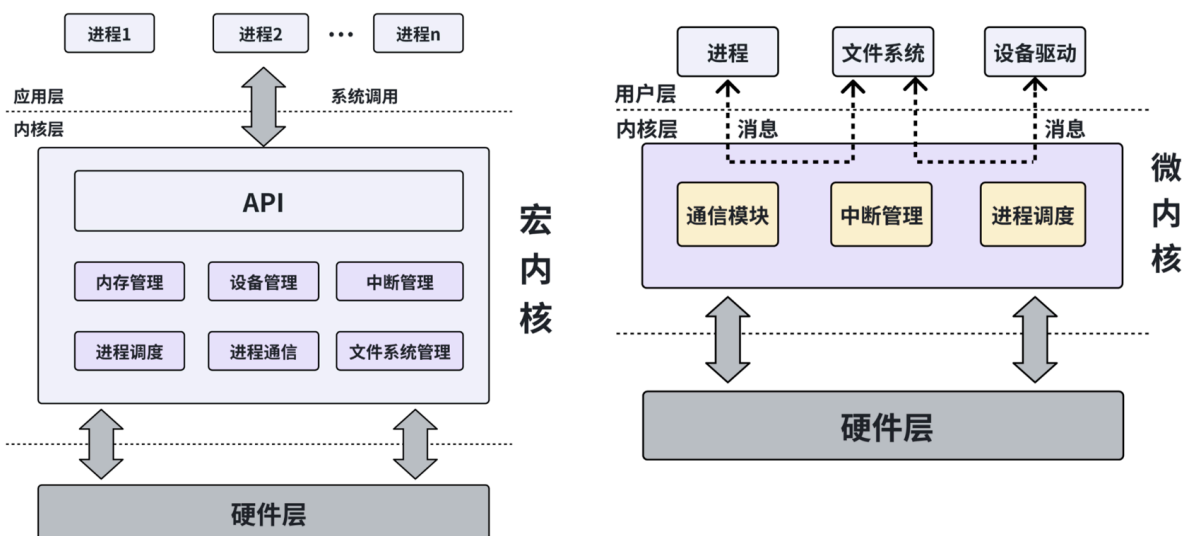 进程1
进程2
•••
进程n
应用层
系统调用
内核层
API
内存管理
设备管理
中断管理
进程调度
进程通信
文件系统管理
硬件层
宏内核
进程
文件系统
设备驱动
用户层
内核层
消息
消息
通信模块
中断管理
进程调度
硬件层
微内核